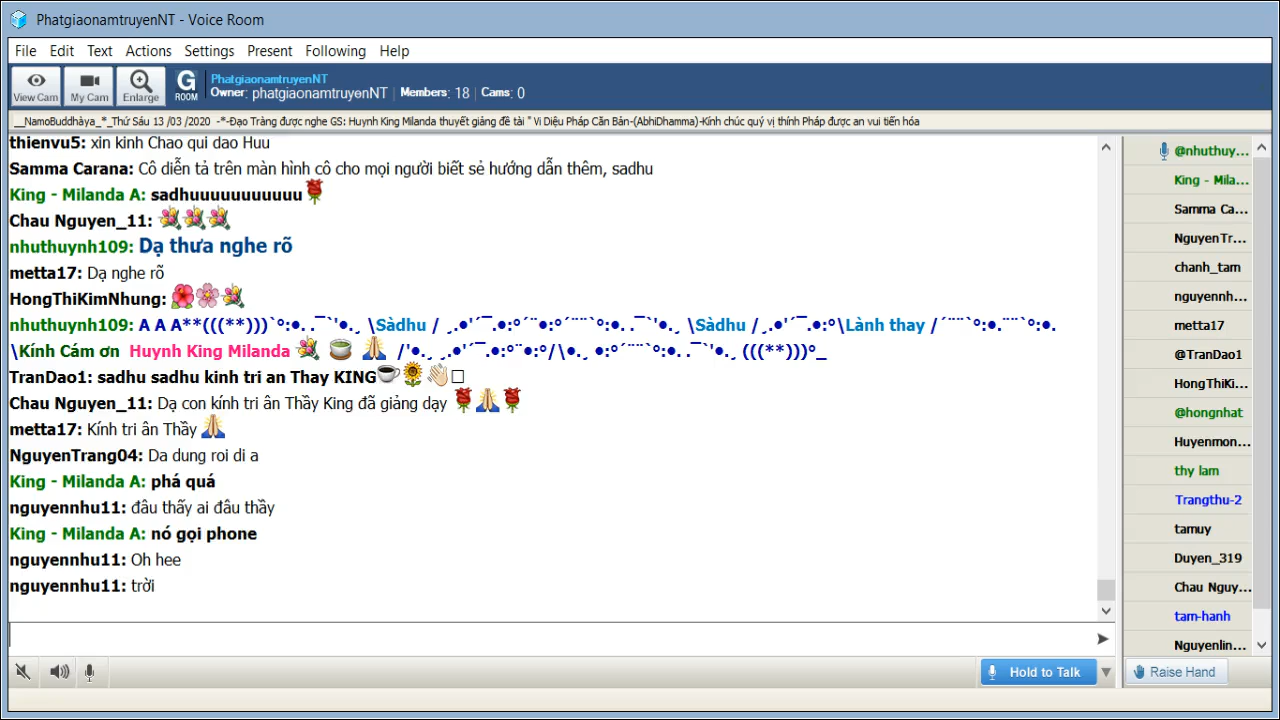 PhatgiaonamtruyenNT - Voice Room
File Edit Text Actions Settings Present Following Help
View Cam My Cam Enlarge G ROOM PhatgiaonamtruyenNT
Owner: phatgiaonamtruyenNT Members: 18 Cams: 0
__NamoBuddhàya_*_Thứ Sáu 13 /03 /2020 -*-Đạo Tràng được nghe GS: Huynh King Milanda thuyết giảng đề tài " Vi Diệu Pháp Căn Bản-(AbhiDhamma)-Kính chúc quý vị thính Pháp được an vui tiến hóa
thienvu5: xin kinh Chao qui dao Huu
Samma Carana: Cô diễn tả trên màn hình cô cho mọi người biết sẻ hướng dẫn thêm, sadhu
King - Milanda A: sadhuuuuuuuuuuu🌹
Chau Nguyen_11: 💐💐💐
nhuthuynh109: Dạ thưa nghe rõ
metta17: Dạ nghe rõ
HongThiKimNhung: 🌺🌸💐
nhuthuynh109: A A A**(((**)))`°:•. .¯`'•.¸ \Sàdhu / ¸.•'´¯.•:°´¨•:°´¨¨`°:•. .¯`'•.¸ \Sàdhu /¸.•'´¯.•:°\Lành thay /´¨¨`°:•.¨¨`°:•.
\Kính Cám ơn Huynh King Milanda 💐 🍵 🙏 /'•.¸ ¸.•'´¯.•:°¨•:°/\•.¸ •:°´¨¨`°:•. .¯`'•.¸ (((**)))°_
TranDao1: sadhu sadhu kinh tri an Thay KING☕🌻👏□
Chau Nguyen_11: Dạ con kính tri ân Thầy King đã giảng dạy 🌹🙏🌹
metta17: Kính tri ân Thầy 🙏
NguyenTrang04: Da dung roi di a
King - Milanda A: phá quá
nguyennhu11: đâu thấy ai đâu thầy
King - Milanda A: nó gọi phone
nguyennhu11: Oh hee
nguyennhu11: trời
@nhuthuy...
King - Mila...
Samma Ca...
NguyenTr...
chanh_tam
nguyennh...
metta17
@TranDao1
HongThiKi...
@hongnhat
Huyenmon...
thy lam
Trangthu-2
tamuy
Duyen_319
Chau Nguy...
tam-hanh
Nguyenlin...
Hold to Talk Raise Hand